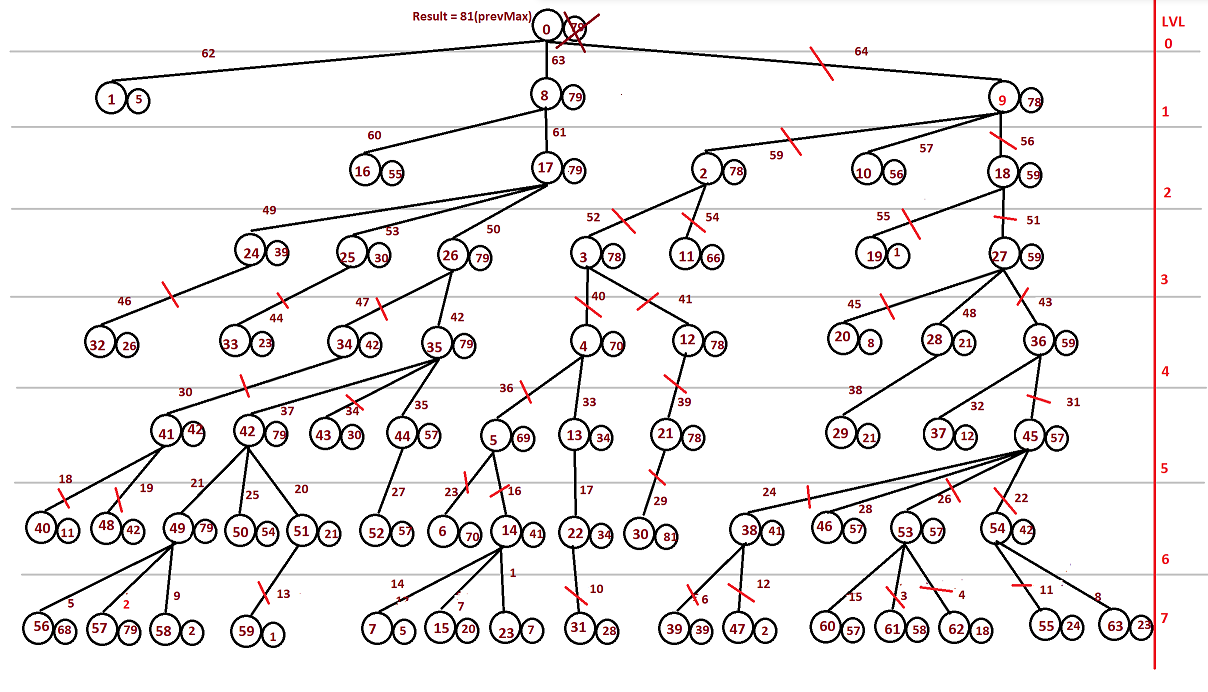 Result = 81(prevMax) 0 79 LVL
0
62 63 64
1 5 8 79 9 78
1
60 61 59 57 56
16 55 17 79 2 78 10 56 18 59
2
49 53 50 52 54 55 51
24 39 25 30 26 79 3 78 11 66 19 1 27 59
3
46 44 47 42 40 41 45 48 43
32 26 33 23 34 42 35 79 4 70 12 78 20 8 28 21 36 59
4
30 37 34 35 36 33 39 38 32 31
41 42 42 79 43 30 44 57 5 69 13 34 21 78 29 21 37 12 45 57
5
18 19 21 25 20 27 23 16 17 29 24 28 26 22
40 11 48 42 49 79 50 54 51 21 52 57 6 70 14 41 22 34 30 81 38 41 46 57 53 57 54 42
6
5 2 9 13 14 7 1 10 6 12 15 3 4 11 8
56 68 57 79 58 2 59 1 7 5 15 20 23 7 31 28 39 39 47 2 60 57 61 58 62 18 55 24 63 23
7